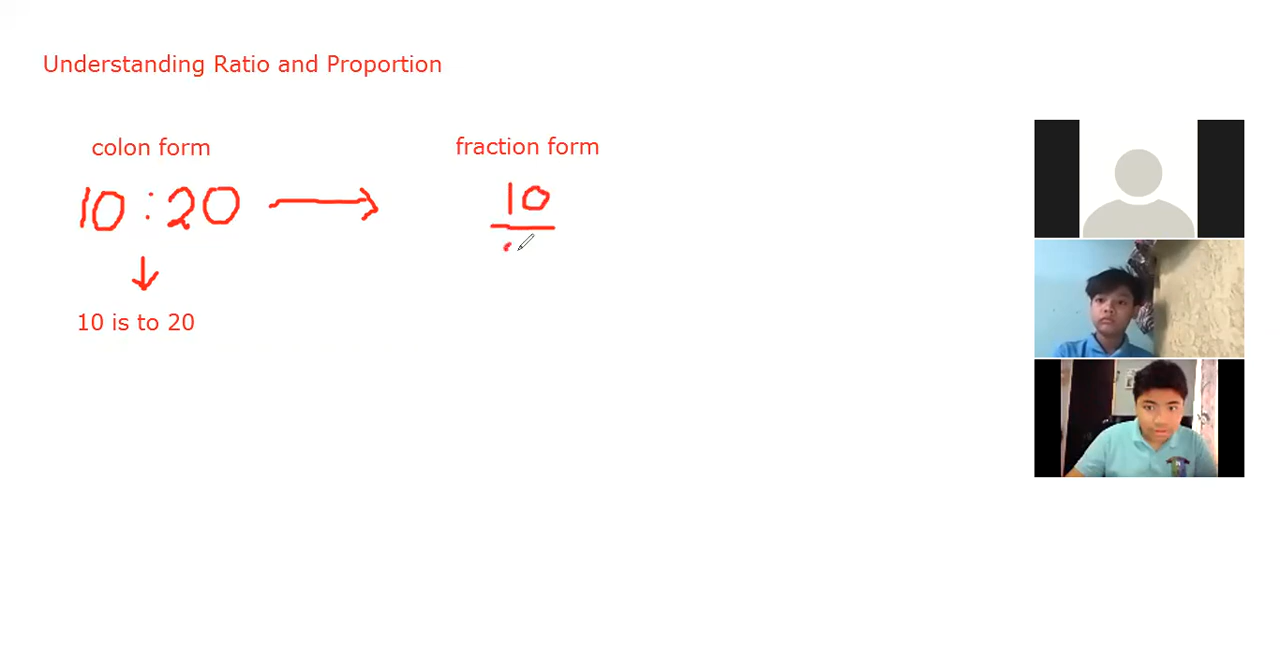 Understanding Ratio and Proportion
colon form
fraction form
10 : 20
10
10 is to 20